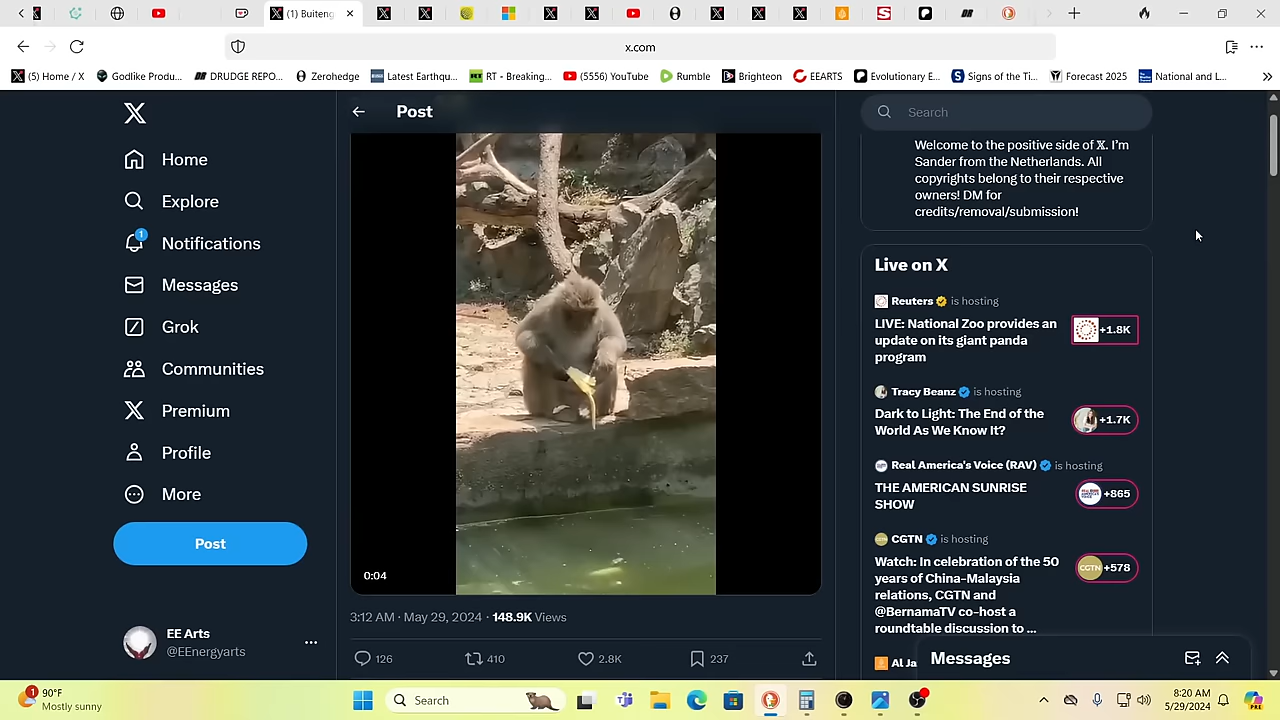 (1) Buiteng
x.com
(5) Home / X
Godlike Produ...
DRUDGE REPO...
Zerohedge
Latest Earthqu...
RT - Breaking...
(5556) YouTube
Rumble
Brighteon
EEARTS
Evolutionary E...
Signs of the Ti...
Forecast 2025
National and L...
Home
Explore
1
Notifications
Messages
Grok
Communities
Premium
Profile
More
Post
EE Arts
@EEnergyarts
Post
0:04
3:12 AM · May 29, 2024 · 148.9K Views
126
410
2.8K
237
Search
Welcome to the positive side of 𝕏. I’m
Sander from the Netherlands. All
copyrights belong to their respective
owners! DM for
credits/removal/submission!
Live on X
Reuters is hosting
LIVE: National Zoo provides an
update on its giant panda
program
+1.8K
Tracy Beanz is hosting
Dark to Light: The End of the
World As We Know It?
+1.7K
Real America's Voice (RAV) is hosting
THE AMERICAN SUNRISE
SHOW
+865
CGTN is hosting
Watch: In celebration of the 50
years of China-Malaysia
relations, CGTN and
@BernamaTV co-host a
roundtable discussion to ...
CGTN +578
Al Ja
Messages
1
90°F
Mostly sunny
Search
8:20 AM
5/29/2024